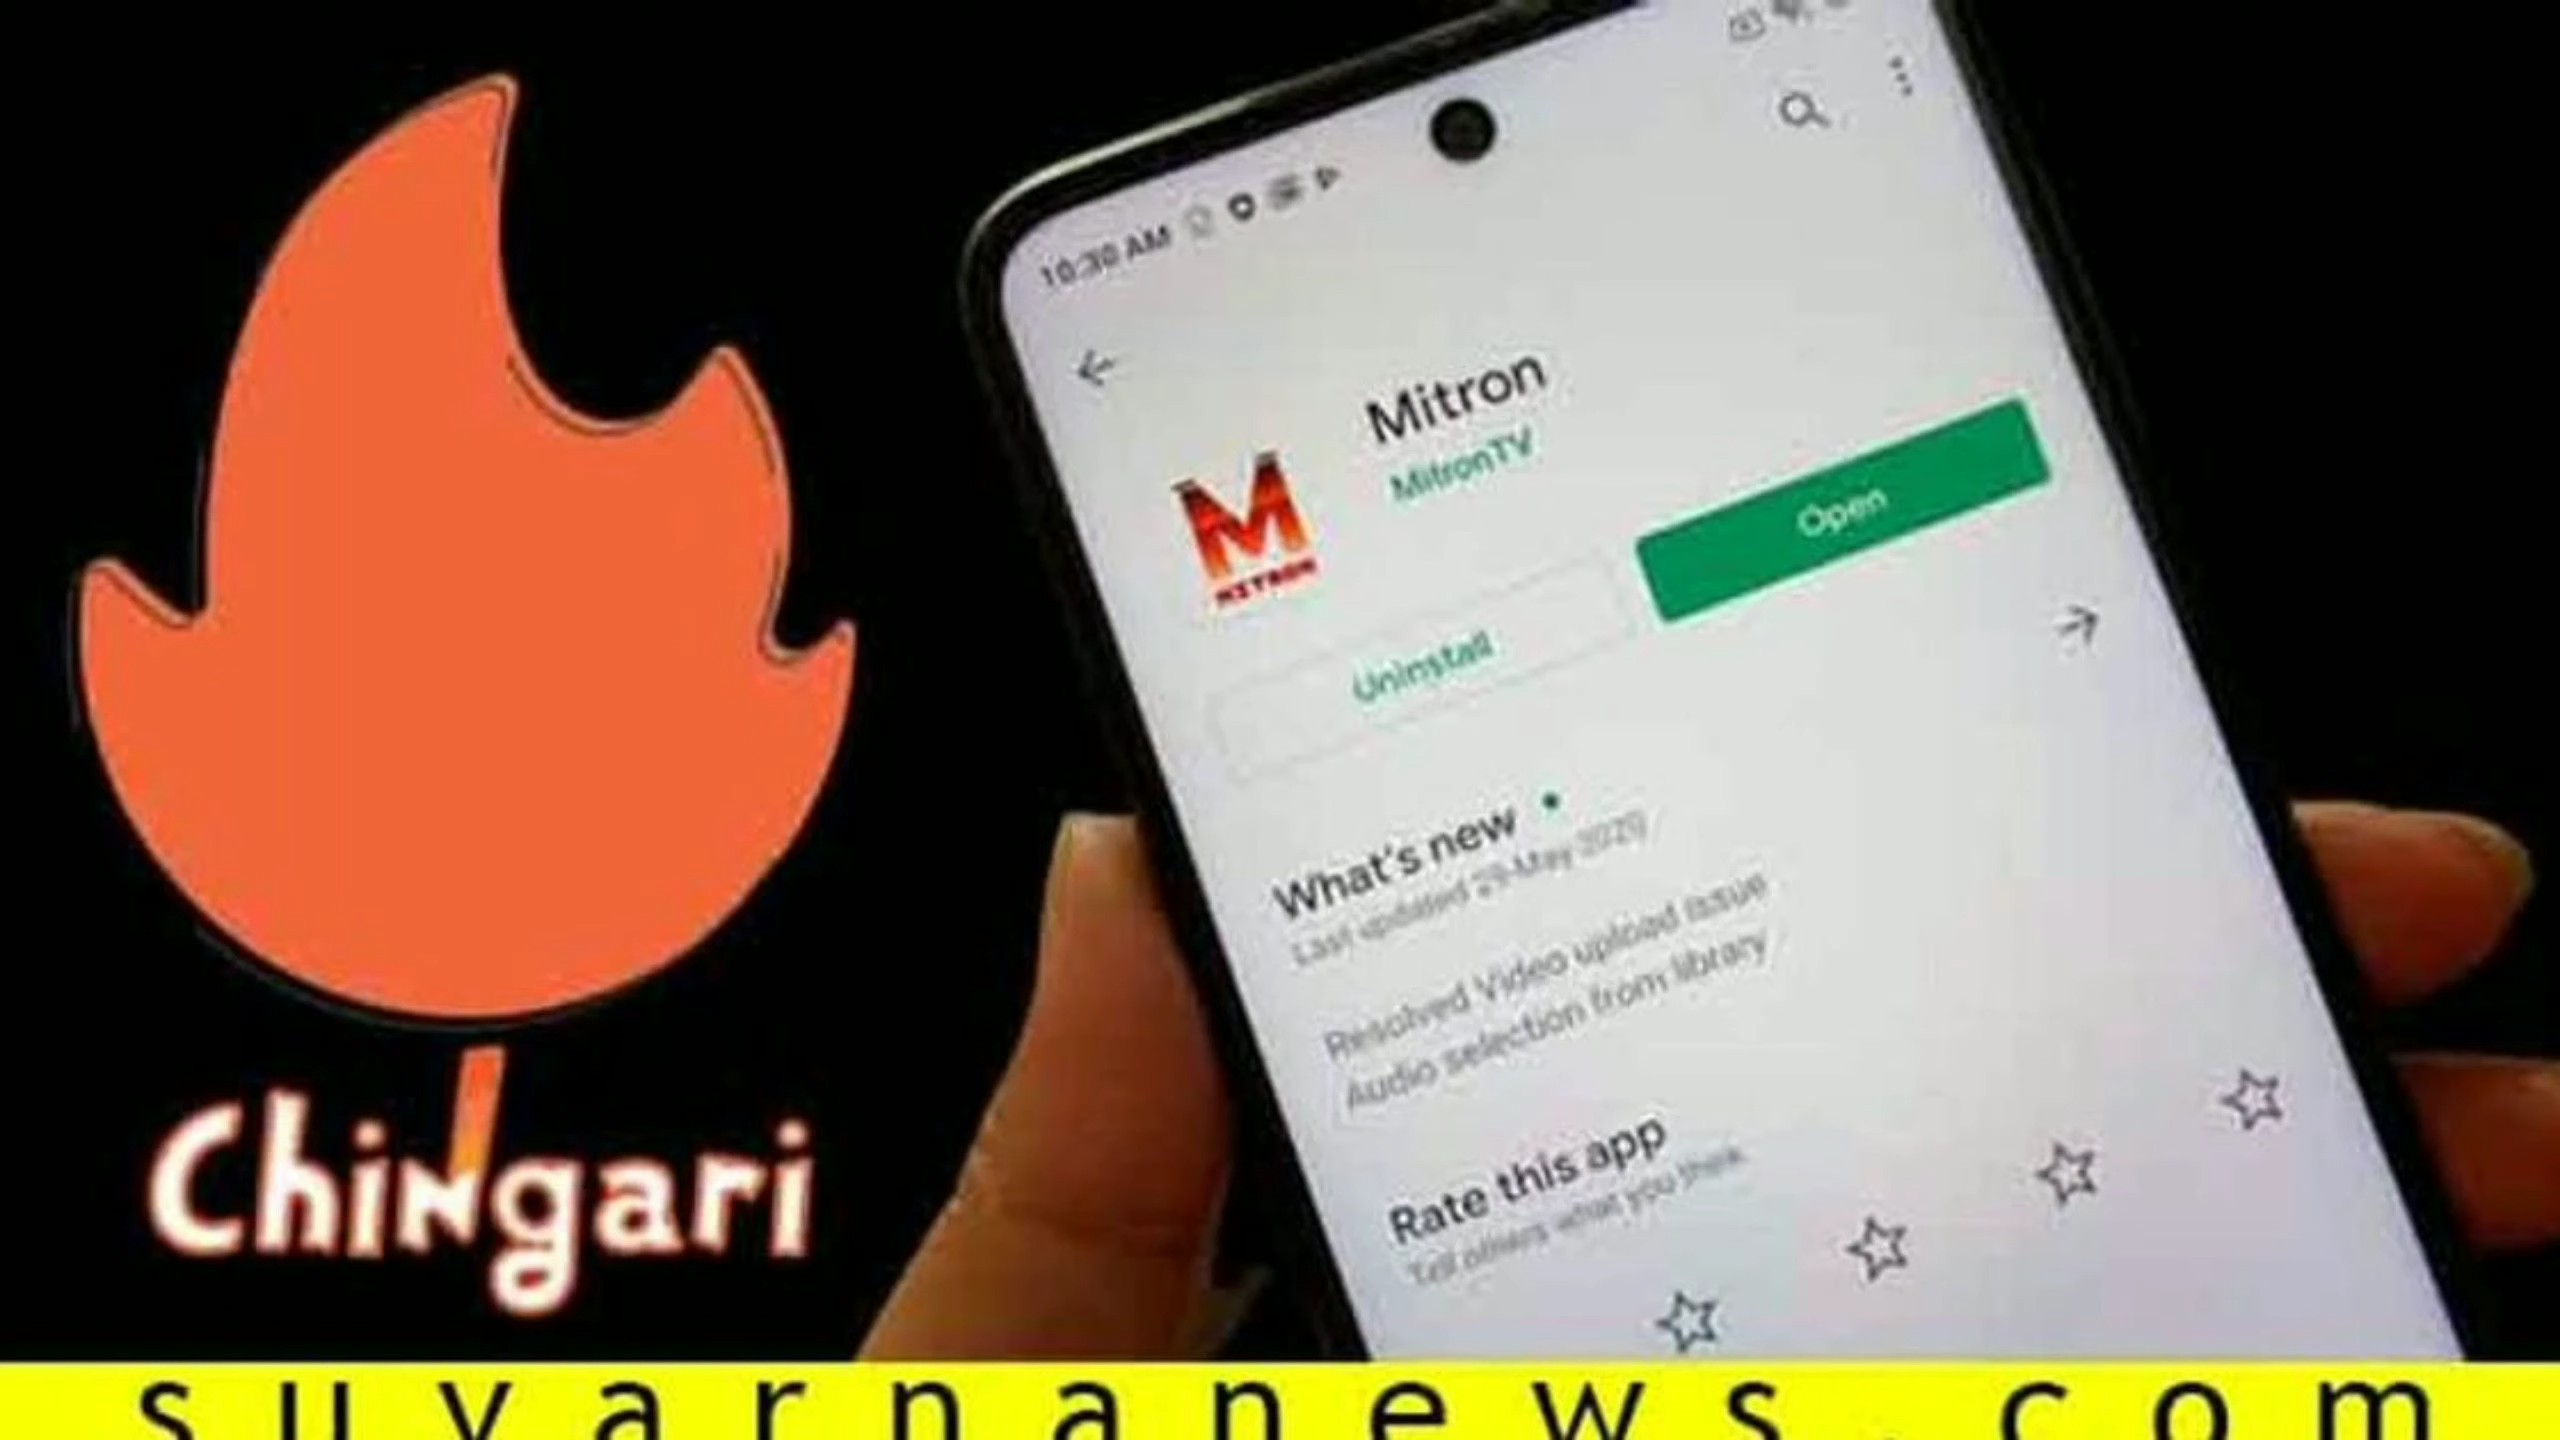 10:30 AM
Mitron
MitronTV
M
MITRON
Open
Uninstall
What's new
Last updated 29-May 2020
Resolved Video upload issue
Audio selection from library
Rate this app
Tell others what you think
Chingari
suvarnanews.com